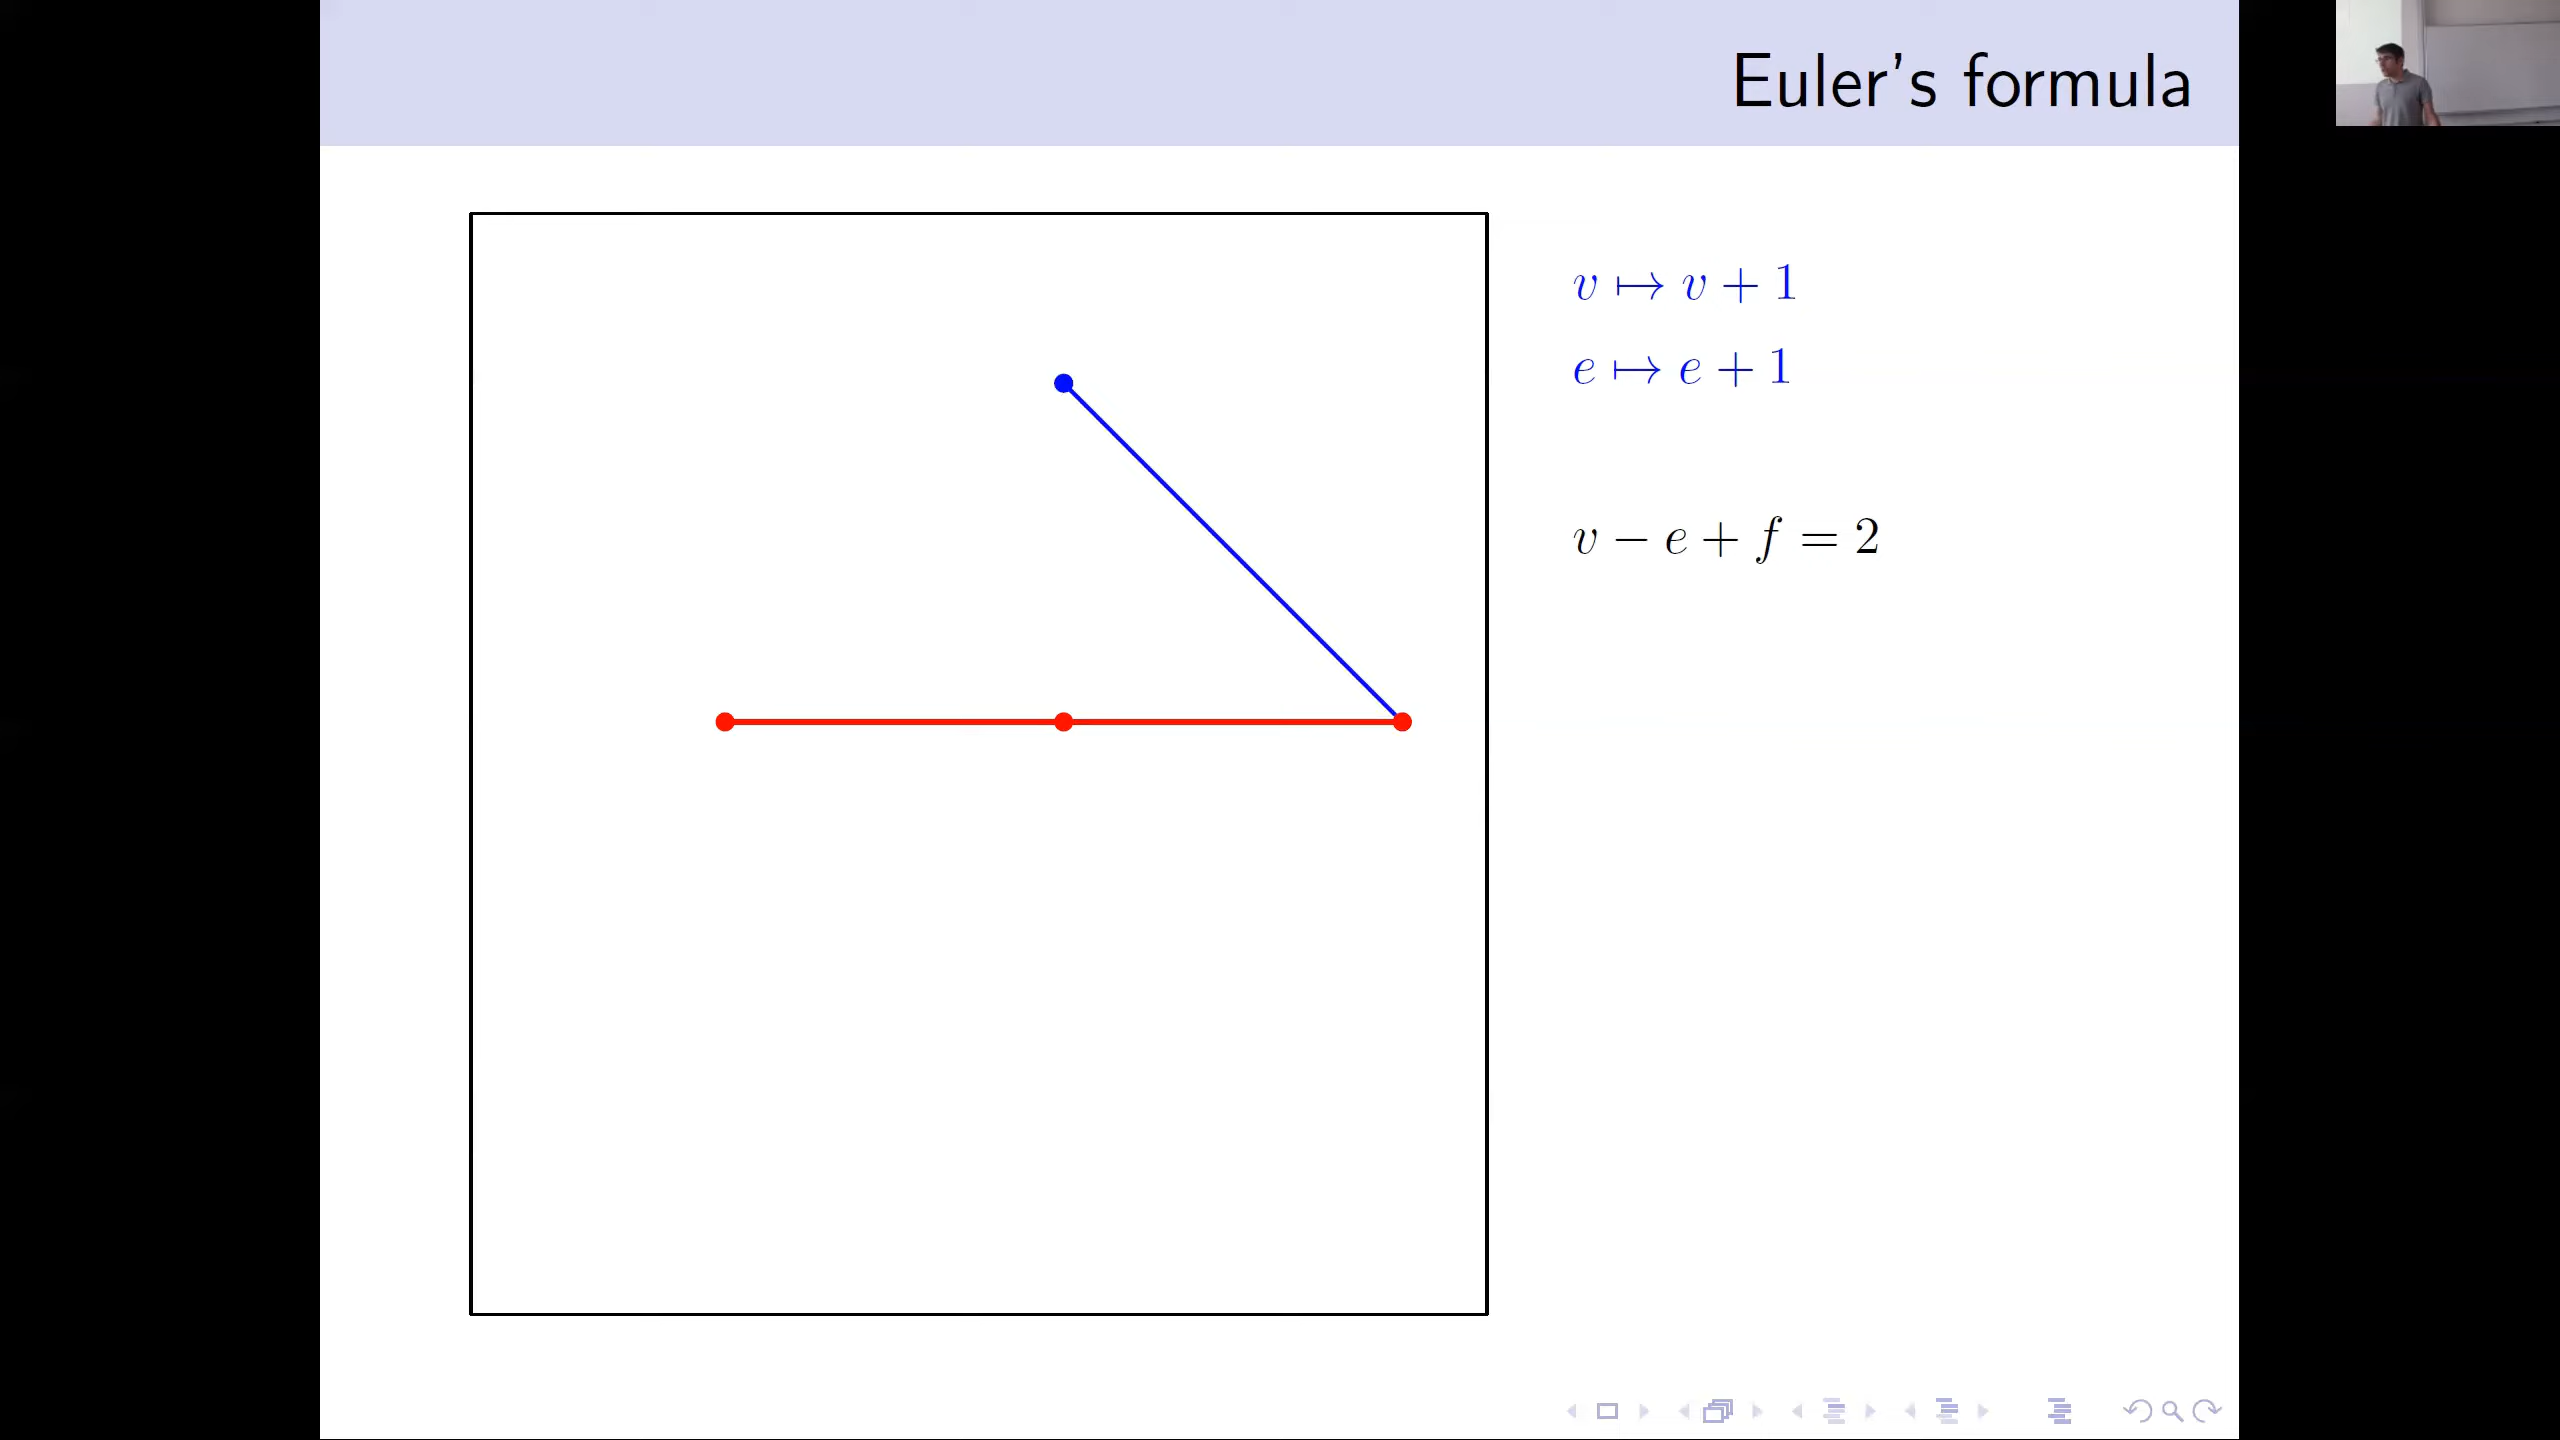 Euler's formula
v ↦ v + 1
e ↦ e + 1
v − e + f = 2